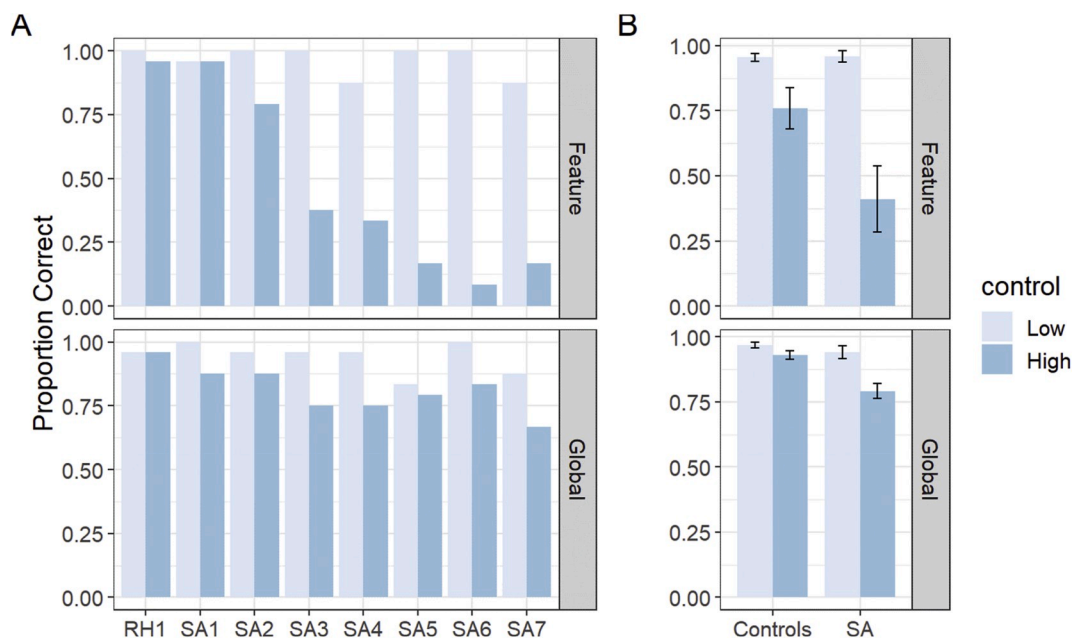 A
B
Proportion Correct
1.00
0.75
0.50
0.25
0.00
Feature
1.00
0.75
0.50
0.25
0.00
Global
RH1 SA1 SA2 SA3 SA4 SA5 SA6 SA7
1.00
0.75
0.50
0.25
0.00
Feature
1.00
0.75
0.50
0.25
0.00
Global
Controls SA
control
Low
High